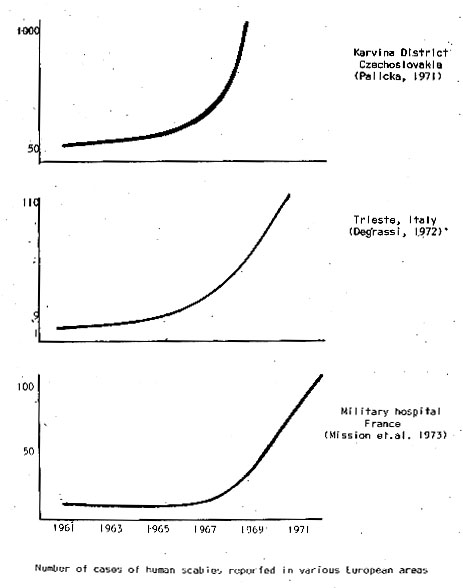 1000
Karvina District
Czechoslovakia
(Palicka, 1971)
50
110
Trieste, Italy
(Degrassi, 1972)
9
1
100
Military hospital
France
(Mission et.al. 1973)
50
1961 1963 1965 1967 1969 1971
Number of cases of human scabies reported in various European areas